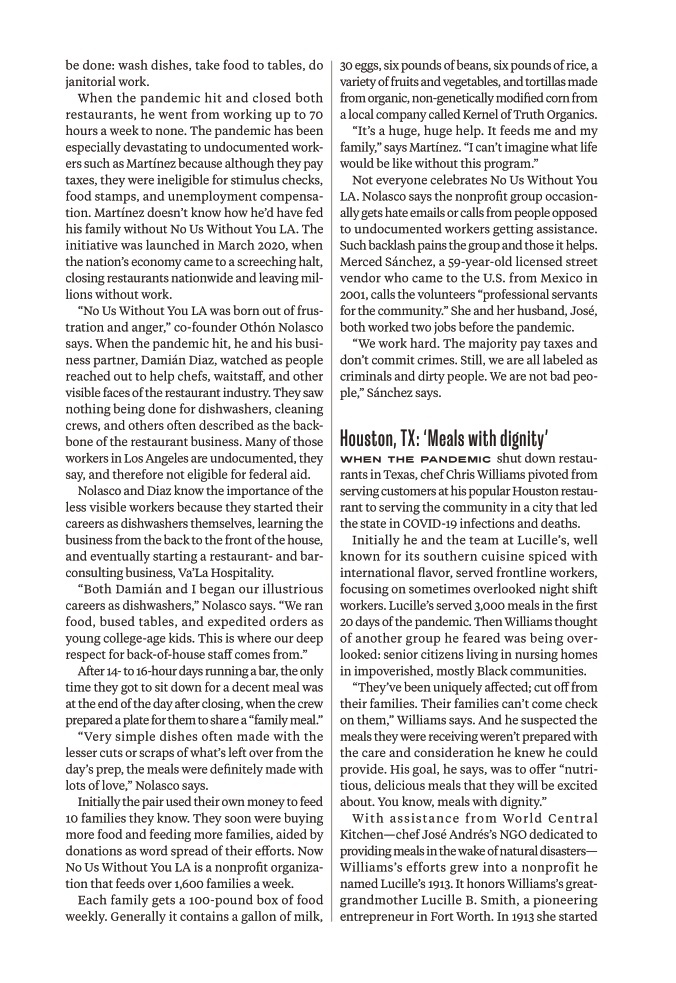 be done: wash dishes, take food to tables, do
janitorial work.
When the pandemic hit and closed both
restaurants, he went from working up to 70
hours a week to none. The pandemic has been
especially devastating to undocumented work-
ers such as Martínez because although they pay
taxes, they were ineligible for stimulus checks,
food stamps, and unemployment compensa-
tion. Martínez doesn’t know how he’d have fed
his family without No Us Without You LA. The
initiative was launched in March 2020, when
the nation’s economy came to a screeching halt,
closing restaurants nationwide and leaving mil-
lions without work.
“No Us Without You LA was born out of frus-
tration and anger,” co-founder Othón Nolasco
says. When the pandemic hit, he and his busi-
ness partner, Damián Diaz, watched as people
reached out to help chefs, waitstaff, and other
visible faces of the restaurant industry. They saw
nothing being done for dishwashers, cleaning
crews, and others often described as the back-
bone of the restaurant business. Many of those
workers in Los Angeles are undocumented, they
say, and therefore not eligible for federal aid.
Nolasco and Diaz know the importance of the
less visible workers because they started their
careers as dishwashers themselves, learning the
business from the back to the front of the house,
and eventually starting a restaurant- and bar-
consulting business, Va’La Hospitality.
“Both Damián and I began our illustrious
careers as dishwashers,” Nolasco says. “We ran
food, bused tables, and expedited orders as
young college-age kids. This is where our deep
respect for back-of-house staff comes from.”
After 14- to 16-hour days running a bar, the only
time they got to sit down for a decent meal was
at the end of the day after closing, when the crew
prepared a plate for them to share a “family meal.”
“Very simple dishes often made with the
lesser cuts or scraps of what’s left over from the
day’s prep, the meals were definitely made with
lots of love,” Nolasco says.
Initially the pair used their own money to feed
10 families they know. They soon were buying
more food and feeding more families, aided by
donations as word spread of their efforts. Now
No Us Without You LA is a nonprofit organiza-
tion that feeds over 1,600 families a week.
Each family gets a 100-pound box of food
weekly. Generally it contains a gallon of milk,
30 eggs, six pounds of beans, six pounds of rice, a
variety of fruits and vegetables, and tortillas made
from organic, non-genetically modified corn from
a local company called Kernel of Truth Organics.
“It’s a huge, huge help. It feeds me and my
family,” says Martínez. “I can’t imagine what life
would be like without this program.”
Not everyone celebrates No Us Without You
LA. Nolasco says the nonprofit group occasion-
ally gets hate emails or calls from people opposed
to undocumented workers getting assistance.
Such backlash pains the group and those it helps.
Merced Sánchez, a 59-year-old licensed street
vendor who came to the U.S. from Mexico in
2001, calls the volunteers “professional servants
for the community.” She and her husband, José,
both worked two jobs before the pandemic.
“We work hard. The majority pay taxes and
don’t commit crimes. Still, we are all labeled as
criminals and dirty people. We are not bad peo-
ple,” Sánchez says.
Houston, TX: ‘Meals with dignity’
WHEN THE PANDEMIC shut down restau-
rants in Texas, chef Chris Williams pivoted from
serving customers at his popular Houston restau-
rant to serving the community in a city that led
the state in COVID-19 infections and deaths.
Initially he and the team at Lucille’s, well
known for its southern cuisine spiced with
international flavor, served frontline workers,
focusing on sometimes overlooked night shift
workers. Lucille’s served 3,000 meals in the first
20 days of the pandemic. Then Williams thought
of another group he feared was being over-
looked: senior citizens living in nursing homes
in impoverished, mostly Black communities.
“They’ve been uniquely affected; cut off from
their families. Their families can’t come check
on them,” Williams says. And he suspected the
meals they were receiving weren’t prepared with
the care and consideration he knew he could
provide. His goal, he says, was to offer “nutri-
tious, delicious meals that they will be excited
about. You know, meals with dignity.”
With assistance from World Central
Kitchen—chef José Andrés’s NGO dedicated to
providing meals in the wake of natural disasters—
Williams’s efforts grew into a nonprofit he
named Lucille’s 1913. It honors Williams’s great-
grandmother Lucille B. Smith, a pioneering
entrepreneur in Fort Worth. In 1913 she started